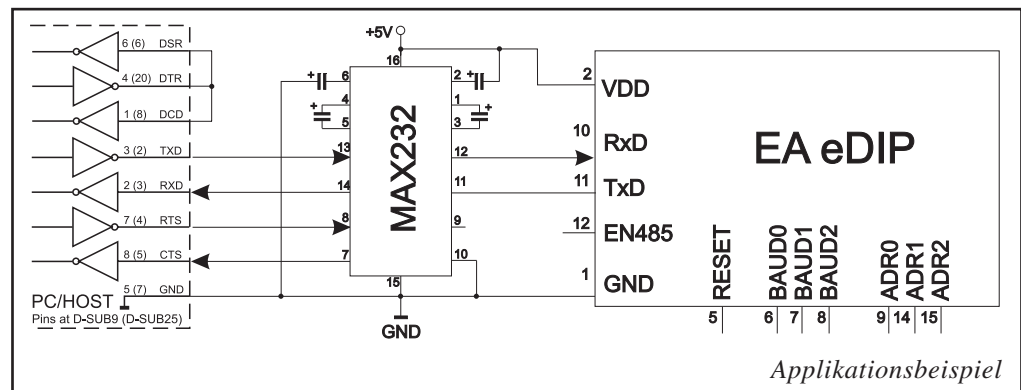 +5V
6 (6) DSR
4 (20) DTR
1 (8) DCD
3 (2) TXD
2 (3) RXD
7 (4) RTS
8 (5) CTS
5 (7) GND
PC/HOST
Pins at D-SUB9 (D-SUB25)
16
6
4
5
13
14
8
7
15
MAX232
2
1
3
12
11
9
10
+
+
+
+
GND
2 VDD
10 RxD
11 TxD
12 EN485
1 GND
EA eDIP
RESET
BAUD0
BAUD1
BAUD2
ADR0
ADR1
ADR2
5 6 7 8 9 14 15
Applikationsbeispiel